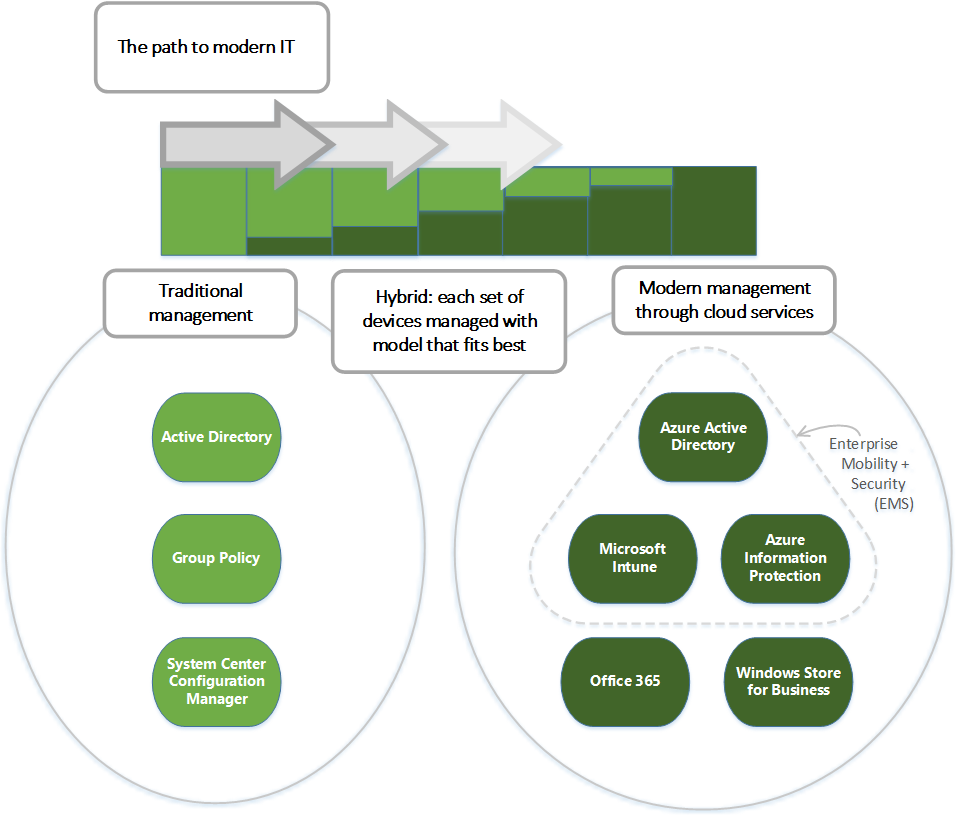 The path to modern IT
Traditional
management
Hybrid: each set of
devices managed with
model that fits best
Modern management
through cloud services
Active Directory
Group Policy
System Center
Configuration
Manager
Azure Active
Directory
Enterprise
Mobility +
Security
(EMS)
Microsoft
Intune
Azure
Information
Protection
Office 365
Windows Store
for Business